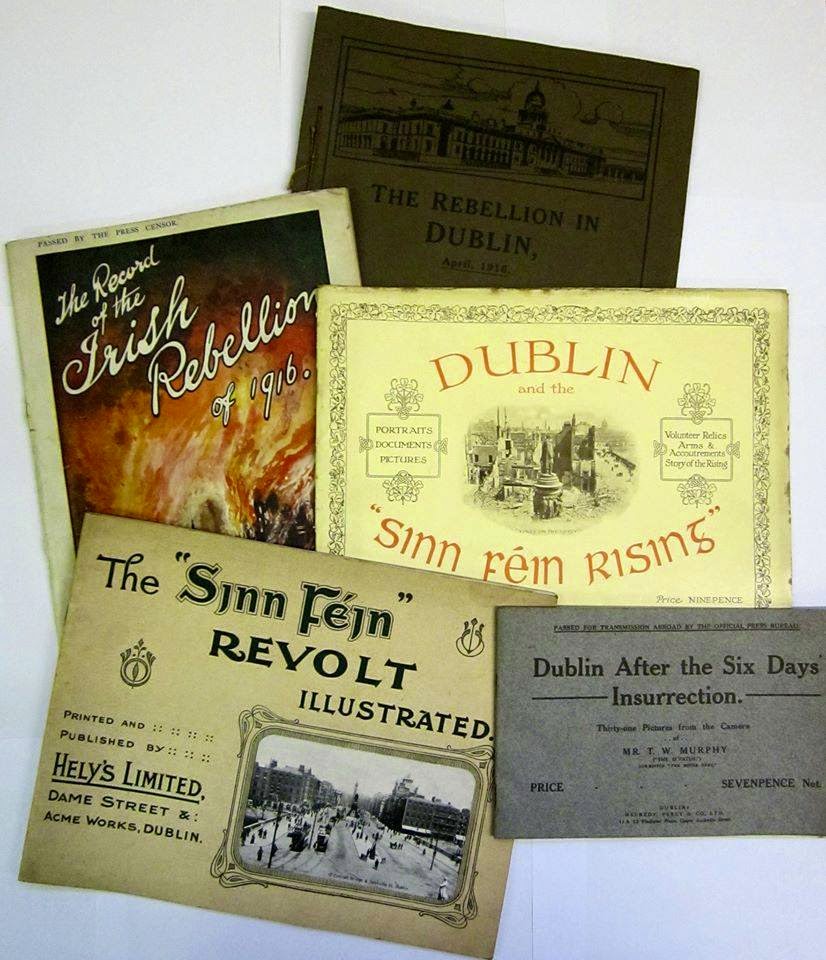 THE REBELLION IN
DUBLIN,
April, 1916.
PASSED BY THE PRESS CENSOR.
The Record
of the
Irish
Rebellion
of 1916.
DUBLIN
and the
PORTRAITS
DOCUMENTS
PICTURES
Volunteer Relics
Arms &
Accoutrements
Story of the Rising
"SINN FÉIN RISING"
Price NINEPENCE
The "Sinn Féin"
REVOLT
ILLUSTRATED.
PRINTED AND :: :: :: ::
PUBLISHED BY :: :: ::
HELY'S LIMITED,
DAME STREET &:
ACME WORKS, DUBLIN.
PASSED FOR TRANSMISSION ABROAD BY THE OFFICIAL PRESS BUREAU.
Dublin After the Six Days'
Insurrection.
Thirty-one Pictures from the Camera
of
MR. T. W. MURPHY
PRICE SEVENPENCE Net.
DUBLIN: